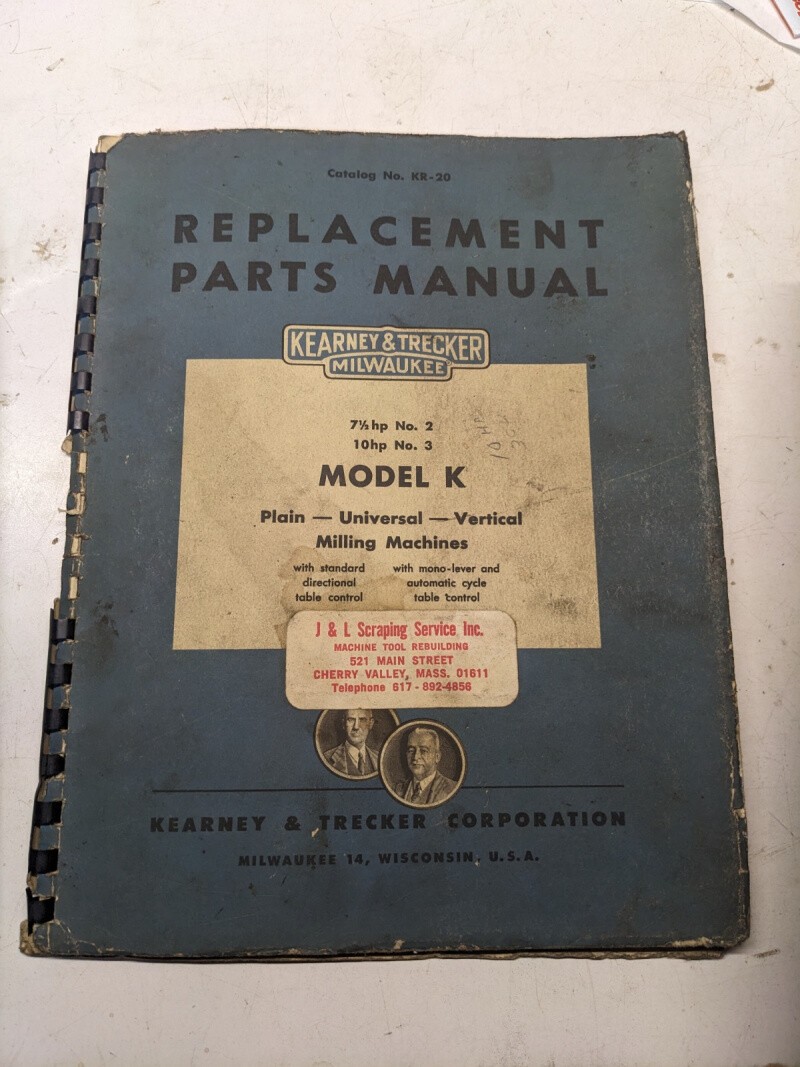 Catalog No. KR-20
REPLACEMENT
PARTS MANUAL
KEARNEY & TRECKER
MILWAUKEE
7½ hp No. 2
10hp No. 3
MODEL K
Plain — Universal — Vertical
Milling Machines
with standard
directional
table control
with mono-lever and
automatic cycle
table control
J & L Scraping Service Inc.
MACHINE TOOL REBUILDING
521 MAIN STREET
CHERRY VALLEY, MASS. 01611
Telephone 617-892-4856
KEARNEY & TRECKER CORPORATION
MILWAUKEE 14, WISCONSIN, U.S.A.